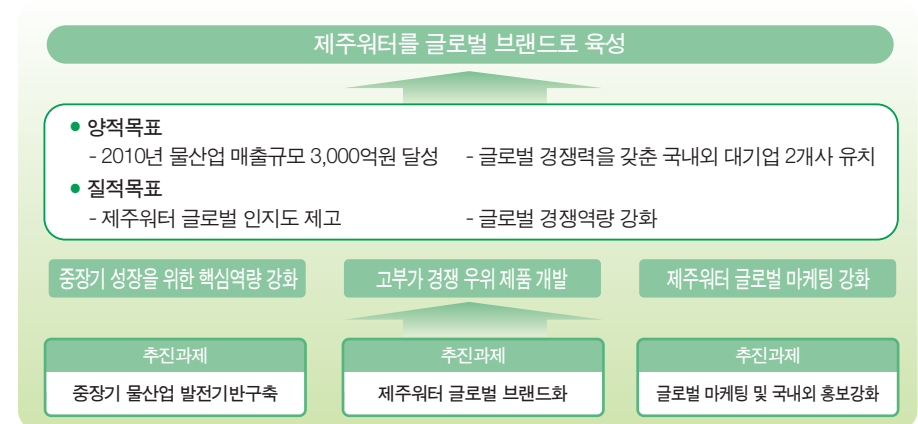 제주워터를 글로벌 브랜드로 육성
● 양적목표
- 2010년 물산업 매출규모 3,000억원 달성 - 글로벌 경쟁력을 갖춘 국내외 대기업 2개사 유치
● 질적목표
- 제주워터 글로벌 인지도 제고 - 글로벌 경쟁역량 강화
중장기 성장을 위한 핵심역량 강화 고부가 경쟁 우위 제품 개발 제주워터 글로벌 마케팅 강화
추진과제 추진과제 추진과제
중장기 물산업 발전기반구축 제주워터 글로벌 브랜드화 글로벌 마케팅 및 국내외 홍보강화